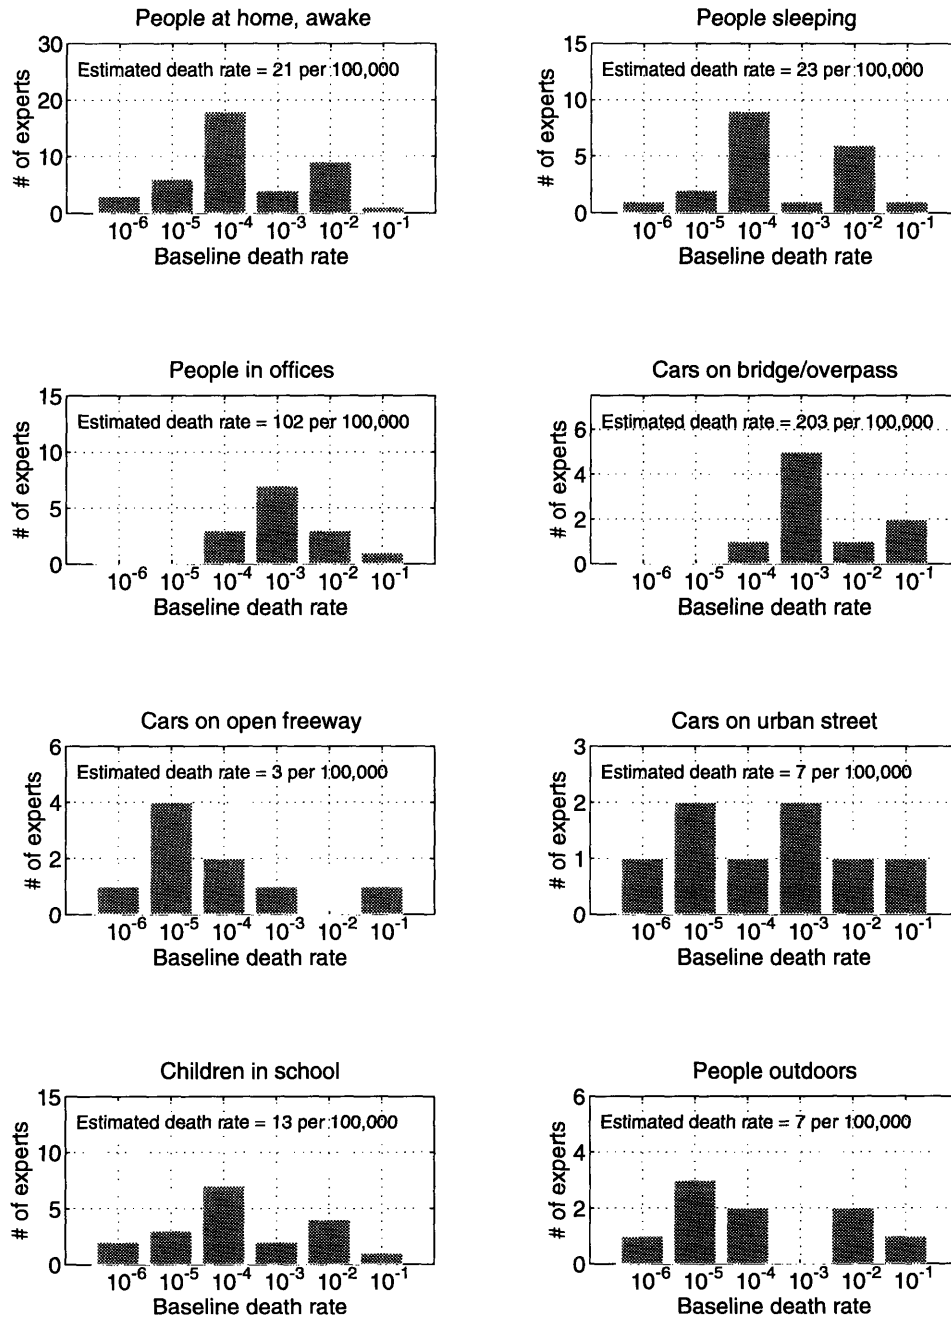 People at home, awake
30
20
10
0
# of experts
Estimated death rate = 21 per 100,000
10^-6 10^-5 10^-4 10^-3 10^-2 10^-1
Baseline death rate
People sleeping
15
10
5
0
# of experts
Estimated death rate = 23 per 100,000
10^-6 10^-5 10^-4 10^-3 10^-2 10^-1
Baseline death rate
People in offices
15
10
5
0
# of experts
Estimated death rate = 102 per 100,000
10^-6 10^-5 10^-4 10^-3 10^-2 10^-1
Baseline death rate
Cars on bridge/overpass
6
4
2
0
# of experts
Estimated death rate = 203 per 100,000
10^-6 10^-5 10^-4 10^-3 10^-2 10^-1
Baseline death rate
Cars on open freeway
6
4
2
0
# of experts
Estimated death rate = 3 per 100,000
10^-6 10^-5 10^-4 10^-3 10^-2 10^-1
Baseline death rate
Cars on urban street
3
2
1
0
# of experts
Estimated death rate = 7 per 100,000
10^-6 10^-5 10^-4 10^-3 10^-2 10^-1
Baseline death rate
Children in school
15
10
5
0
# of experts
Estimated death rate = 13 per 100,000
10^-6 10^-5 10^-4 10^-3 10^-2 10^-1
Baseline death rate
People outdoors
6
4
2
0
# of experts
Estimated death rate = 7 per 100,000
10^-6 10^-5 10^-4 10^-3 10^-2 10^-1
Baseline death rate